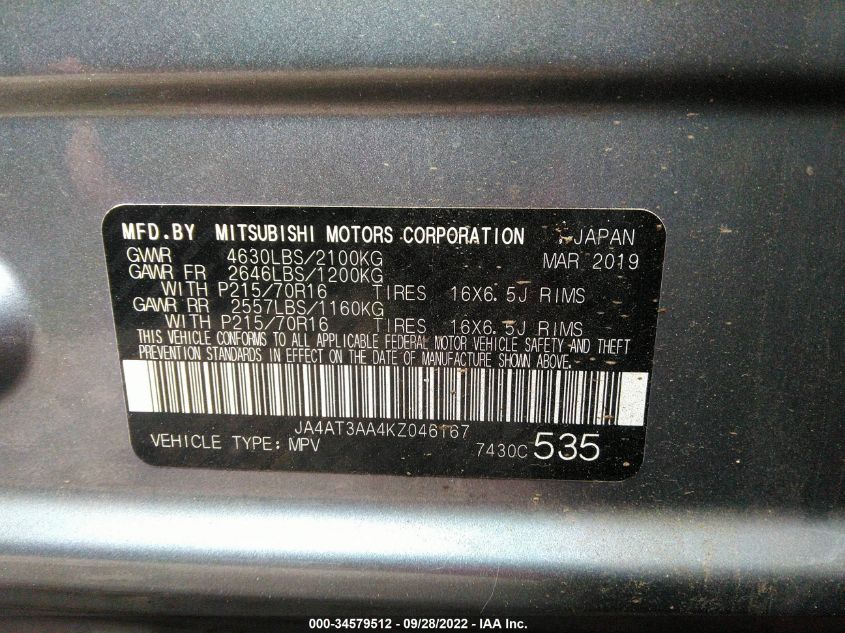 MFD.BY MITSUBISHI MOTORS CORPORATION JAPAN
GVWR 4630LBS/2100KG MAR 2019
GAWR FR 2646LBS/1200KG
WITH P215/70R16 TIRES 16X6.5J RIMS
GAWR RR 2557LBS/1160KG
WITH P215/70R16 TIRES 16X6.5J RIMS
THIS VEHICLE CONFORMS TO ALL APPLICABLE FEDERAL MOTOR VEHICLE SAFETY AND THEFT
PREVENTION STANDARDS IN EFFECT ON THE DATE OF MANUFACTURE SHOWN ABOVE.
JA4AT3AA4KZ046167
VEHICLE TYPE: MPV 7430C 535
000-34579512 - 09/28/2022 - IAA, Inc.